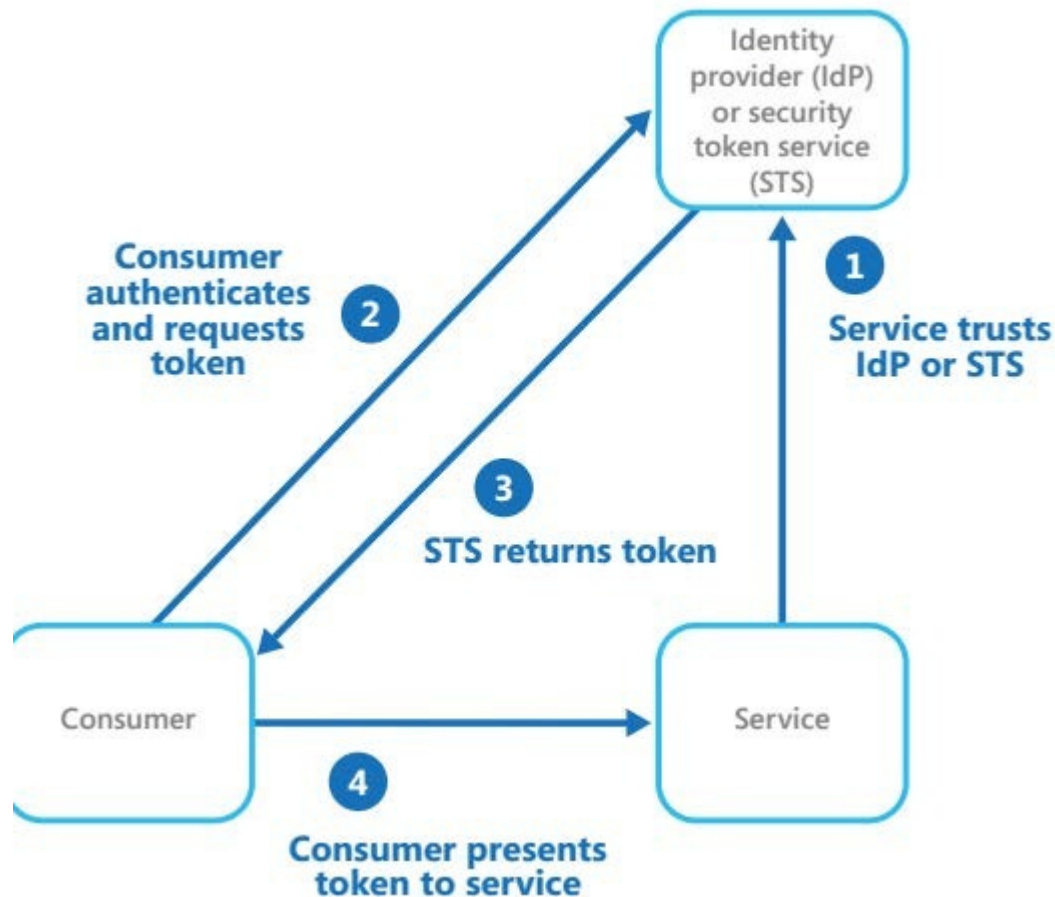 Identity
provider (IdP)
or security
token service
(STS)
1
Service trusts
IdP or STS
Consumer
authenticates
and requests
token
2
3
STS returns token
Consumer
Service
4
Consumer presents
token to service